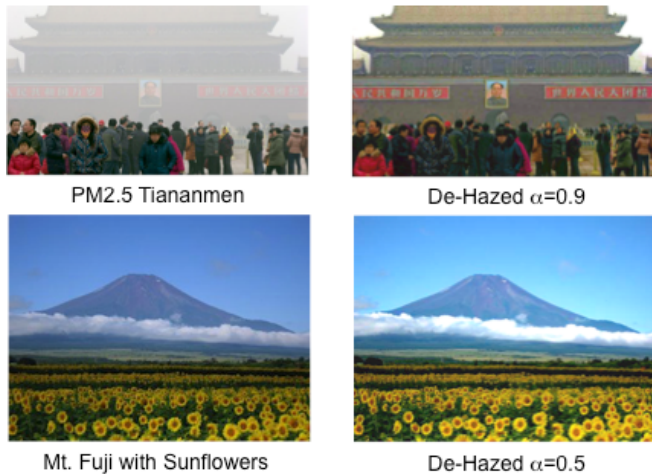 PM2.5 Tiananmen
De-Hazed α=0.9
Mt. Fuji with Sunflowers
De-Hazed α=0.5